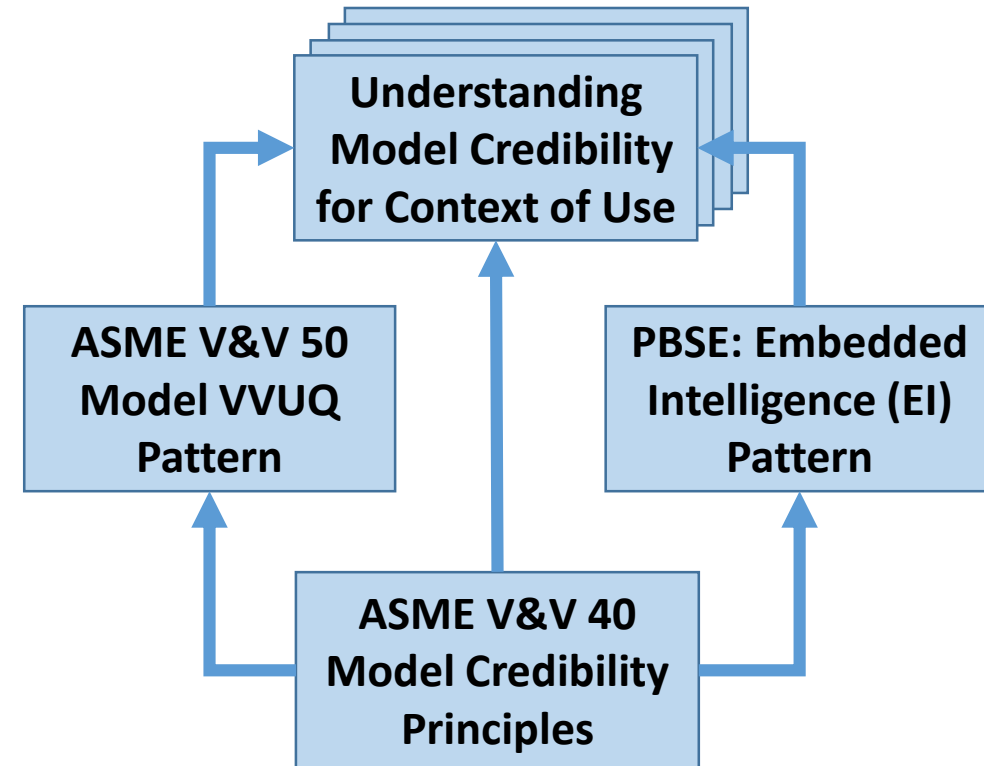 Understanding
Model Credibility
for Context of Use
ASME V&V 50
Model VVUQ
Pattern
PBSE: Embedded
Intelligence (EI)
Pattern
ASME V&V 40
Model Credibility
Principles